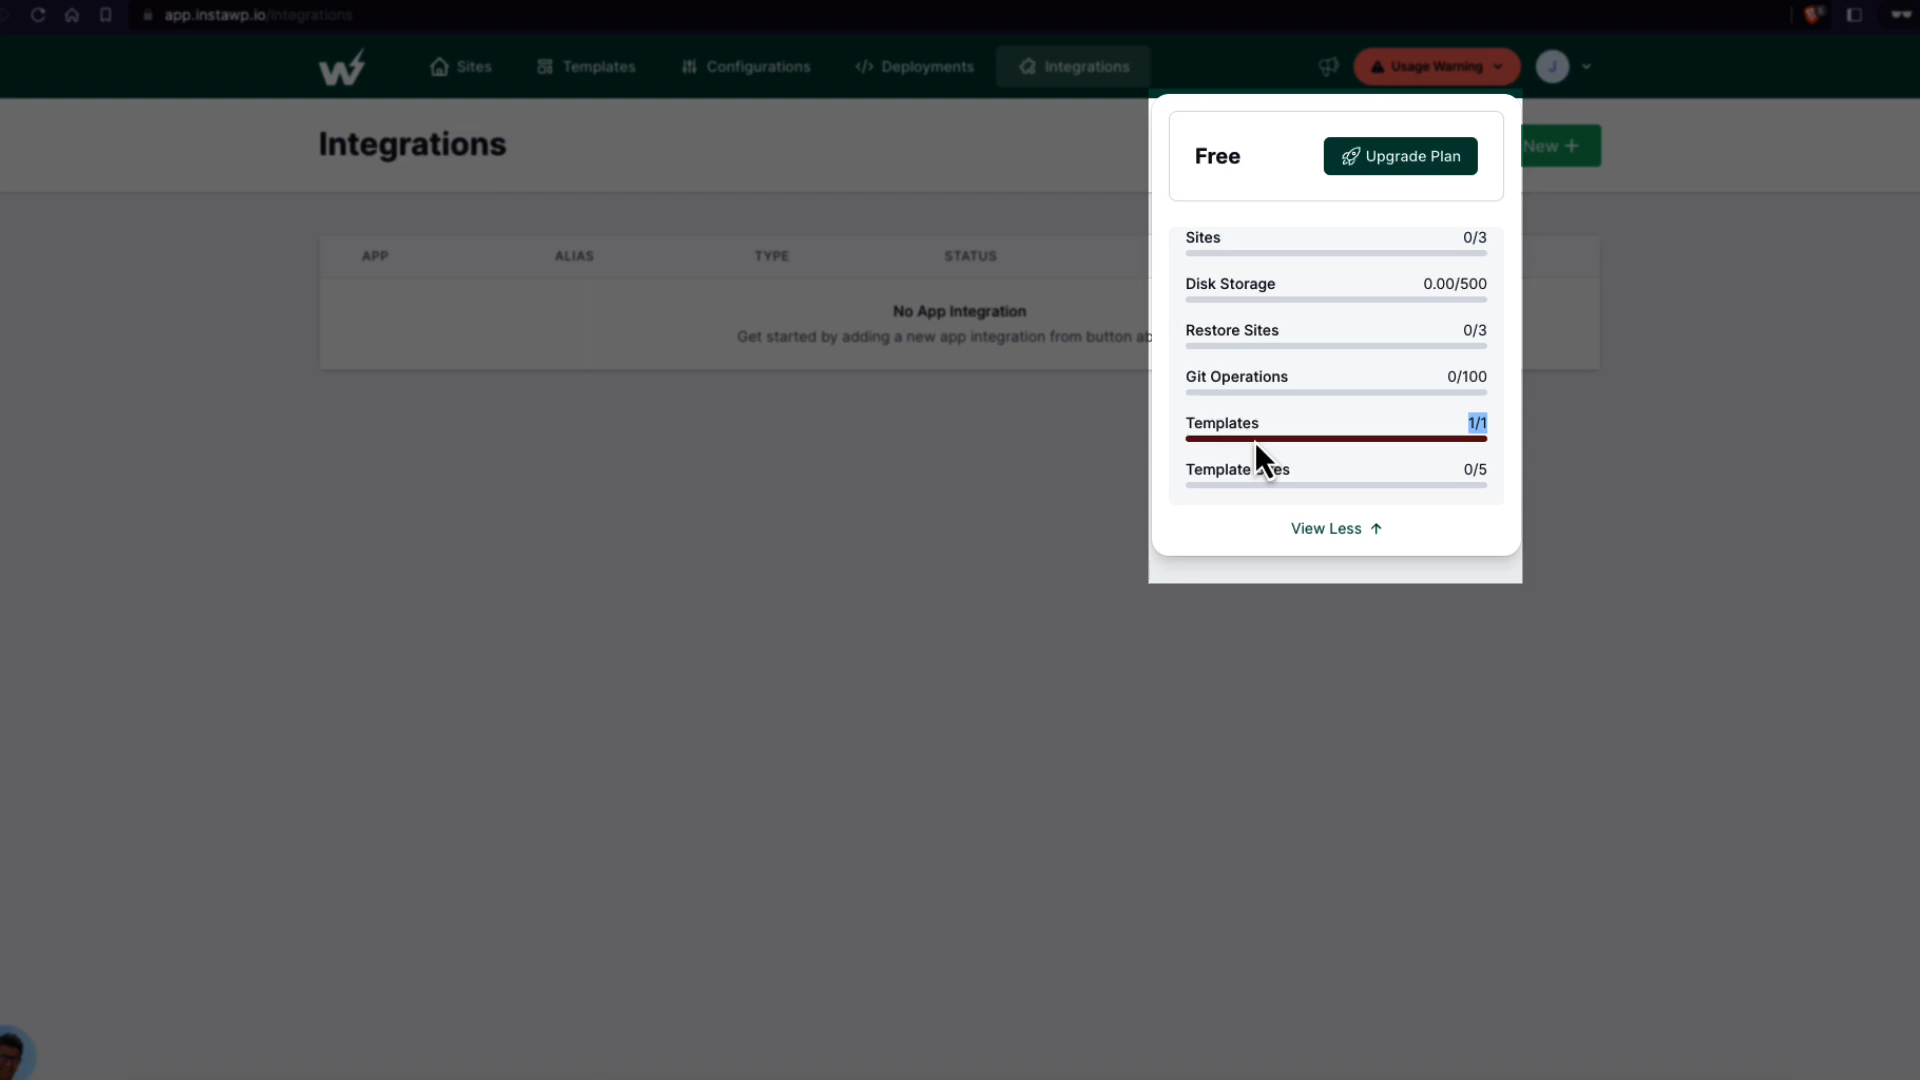 app.instawp.io/integrations
Sites
Templates
Configurations
</> Deployments
Integrations
Usage Warning
J
Integrations
New +
Free
Upgrade Plan
APP
ALIAS
TYPE
STATUS
No App Integration
Get started by adding a new app integration from button
Sites 0/3
Disk Storage 0.00/500
Restore Sites 0/3
Git Operations 0/100
Templates 1/1
Template 0/5
View Less ↑